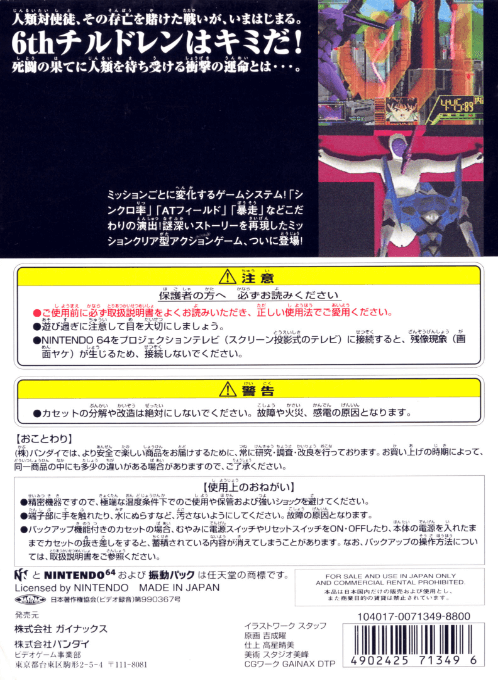 人類対使徒、その存亡を賭けた戦いが、いまはじまる。
6thチルドレンはキミだ!
死闘の果てに人類を待ち受ける衝撃の運命とは・・・。
4:45:89
ミッションごとに変化するゲームシステム!「シ
ンクロ率」「ATフィールド」「暴走」などこだ
わりの演出!謎深いストーリーを再現したミッ
ションクリア型アクションゲーム、ついに登場!
⚠注意
保護者の方へ 必ずお読みください
●ご使用前に必ず取扱説明書をよくお読みいただき、正しい使用法でご愛用ください。
●遊び過ぎに注意して目を大切にしましょう。
●NINTENDO 64をプロジェクションテレビ(スクリーン投影式のテレビ)に接続すると、残像現象(画
面ヤケ)が生じるため、接続しないでください。
⚠警告
●カセットの分解や改造は絶対にしないでください。故障や火災、感電の原因となります。
【おことわり】
(株)バンダイでは、より安全で楽しい商品をお届けするために、常に研究・調査・改良を行っております。お買い上げの時期によって、
同一商品の中にも多少の違いがある場合がありますので、ご了承ください。
【使用上のおねがい】
●精密機器ですので、極端な温度条件下でのご使用や保管および強いショックを避けてください。
●端子部に手を触れたり、水にぬらすなど、汚さないようにしてください。故障の原因となります。
●バックアップ機能付きのカセットの場合、むやみに電源スイッチやリセットスイッチをON・OFFしたり、本体の電源を入れたま
までカセットの抜き差しをすると、蓄積されている内容が消えてしまうことがあります。なお、バックアップの操作方法につい
ては、取扱説明書をご参照ください。
と NINTENDO64 および 振動パック は任天堂の商標です。
Licensed by NINTENDO MADE IN JAPAN
日本著作権協会(ビデオ録音)第990367号
FOR SALE AND USE IN JAPAN ONLY
AND COMMERCIAL RENTAL PROHIBITED.
本品は日本国内だけの販売および使用とし、
また商業目的の賃貸は禁止されています。
発売元
株式会社 ガイナックス
株式会社バンダイ
ビデオゲーム事業部
東京都台東区駒形2-5-4 〒111-8081
イラストワーク スタッフ
原画 吉成曜
仕上 高星晴美
美術 スタジオ美峰
CGワーク GAINAX DTP
104017-0071349-8800
4902425713496